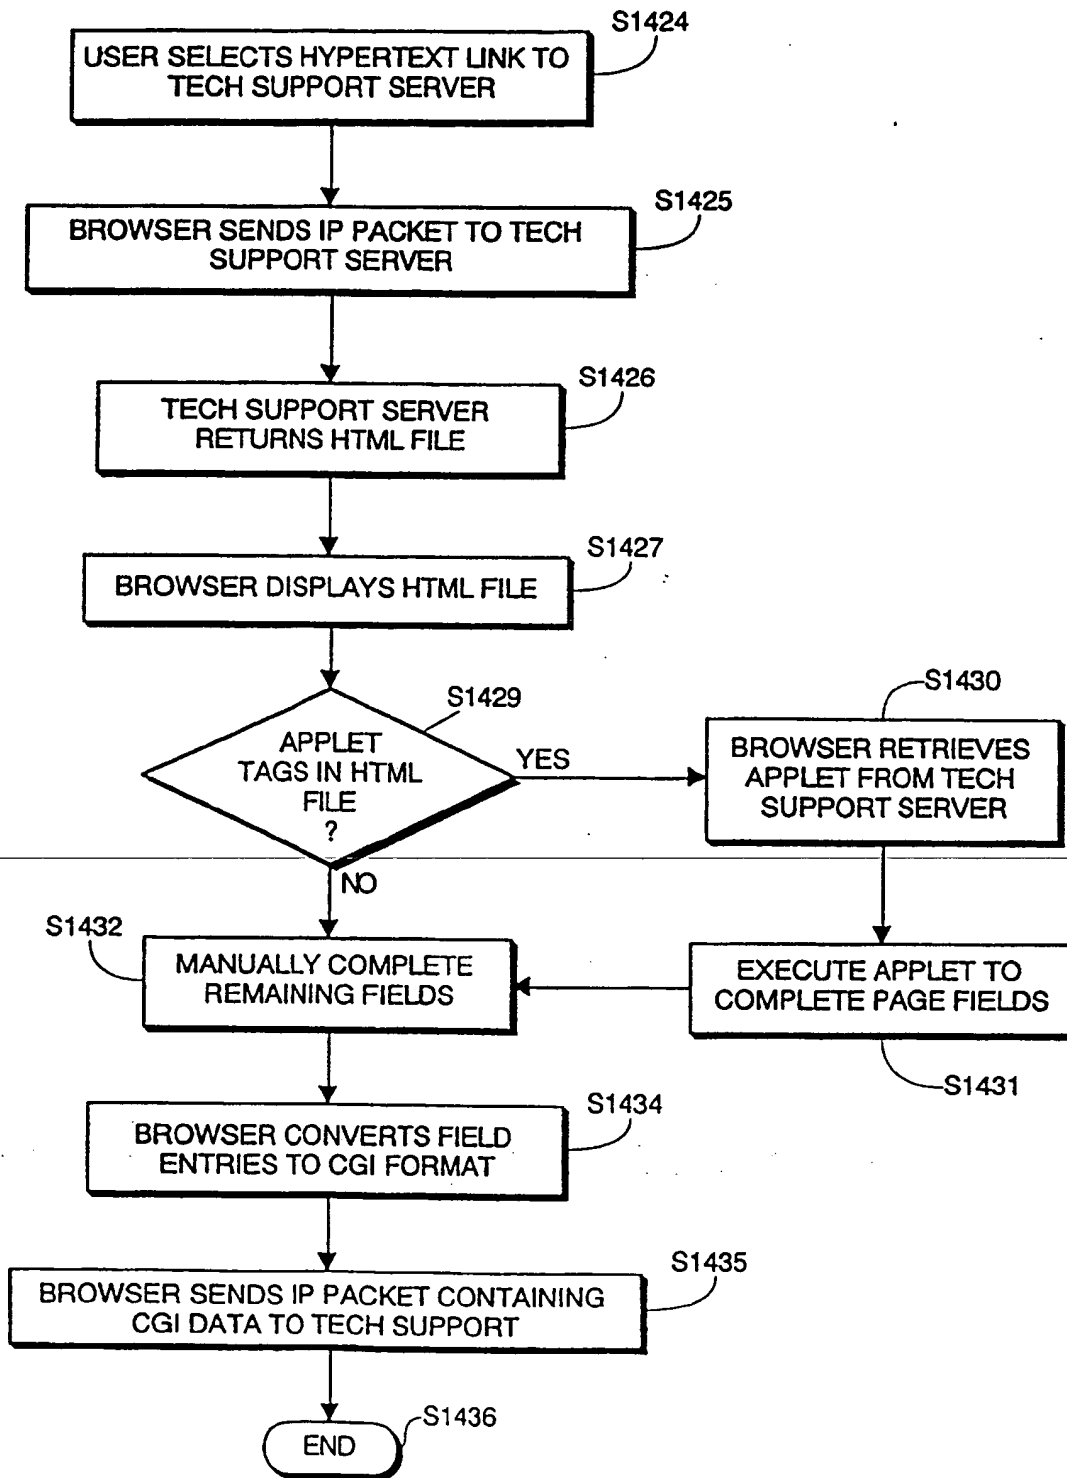 S1424
USER SELECTS HYPERTEXT LINK TO
TECH SUPPORT SERVER
S1425
BROWSER SENDS IP PACKET TO TECH
SUPPORT SERVER
S1426
TECH SUPPORT SERVER
RETURNS HTML FILE
S1427
BROWSER DISPLAYS HTML FILE
S1429
APPLET
TAGS IN HTML
FILE
?
YES
NO
S1430
BROWSER RETRIEVES
APPLET FROM TECH
SUPPORT SERVER
EXECUTE APPLET TO
COMPLETE PAGE FIELDS
S1431
S1432
MANUALLY COMPLETE
REMAINING FIELDS
S1434
BROWSER CONVERTS FIELD
ENTRIES TO CGI FORMAT
S1435
BROWSER SENDS IP PACKET CONTAINING
CGI DATA TO TECH SUPPORT
S1436
END